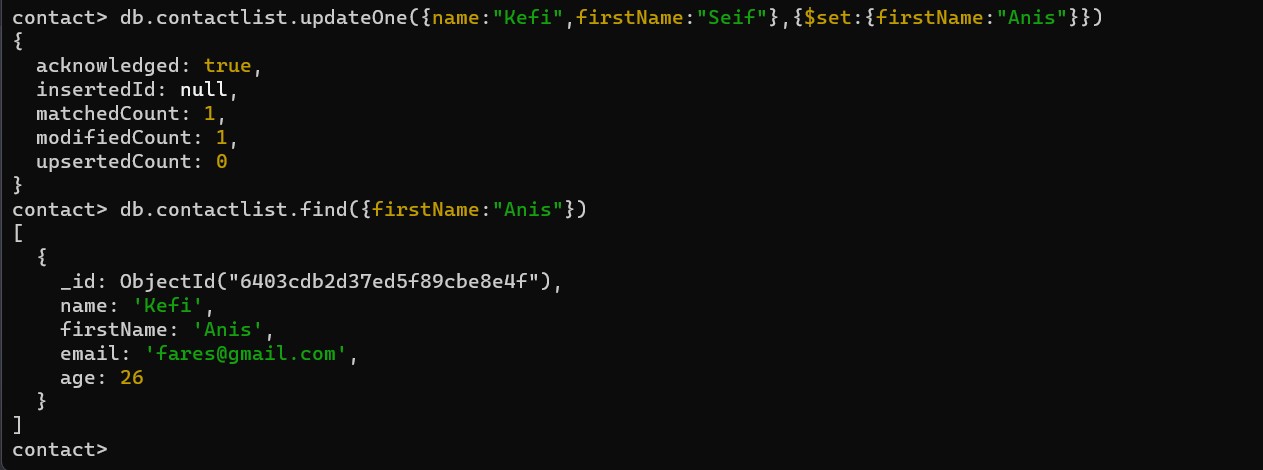 contact> db.contactlist.updateOne({name:"Kefi",firstName:"Seif"},{$set:{firstName:"Anis"}})
{
  acknowledged: true,
  insertedId: null,
  matchedCount: 1,
  modifiedCount: 1,
  upsertedCount: 0
}
contact> db.contactlist.find({firstName:"Anis"})
[
  {
    _id: ObjectId("6403cdb2d37ed5f89cbe8e4f"),
    name: 'Kefi',
    firstName: 'Anis',
    email: 'fares@gmail.com',
    age: 26
  }
]
contact>